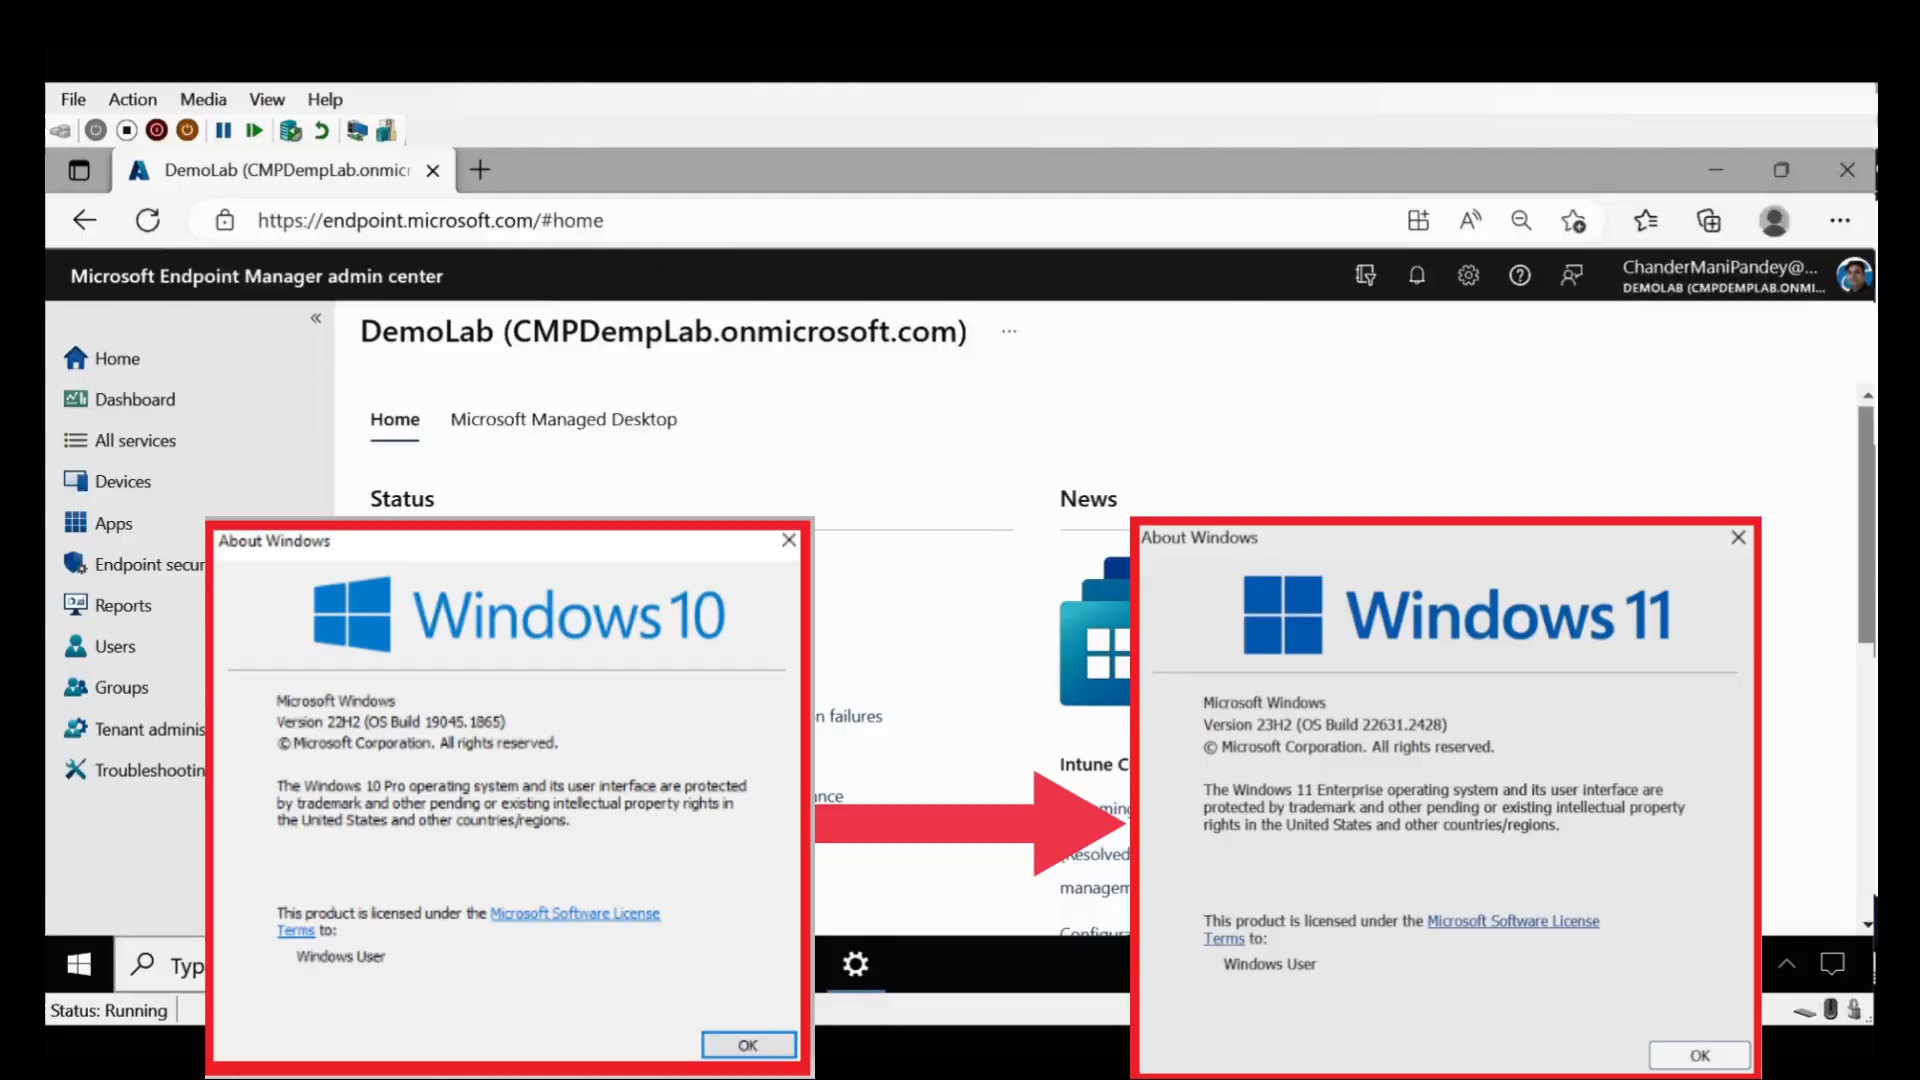 File Action Media View Help
DemoLab (CMPDempLab.onmicr
https://endpoint.microsoft.com/#home
Microsoft Endpoint Manager admin center
ChanderManiPandey@...
DEMOLAB (CMPDEMPLAB.ONMI...
DemoLab (CMPDempLab.onmicrosoft.com) ...
Home
Dashboard
All services
Devices
Apps
Endpoint secur
Reports
Users
Groups
Tenant adminis
Troubleshootin
Home Microsoft Managed Desktop
Status
News
n failures
Intune C
Resolved
managem
Configura
About Windows
Windows 10
Microsoft Windows
Version 22H2 (OS Build 19045.1865)
© Microsoft Corporation. All rights reserved.
The Windows 10 Pro operating system and its user interface are protected
by trademark and other pending or existing intellectual property rights in
the United States and other countries/regions.
This product is licensed under the Microsoft Software License
Terms to:
Windows User
OK
About Windows
Windows 11
Microsoft Windows
Version 23H2 (OS Build 22631.2428)
© Microsoft Corporation. All rights reserved.
The Windows 11 Enterprise operating system and its user interface are
protected by trademark and other pending or existing intellectual property
rights in the United States and other countries/regions.
This product is licensed under the Microsoft Software License
Terms to:
Windows User
OK
Typ
Status: Running